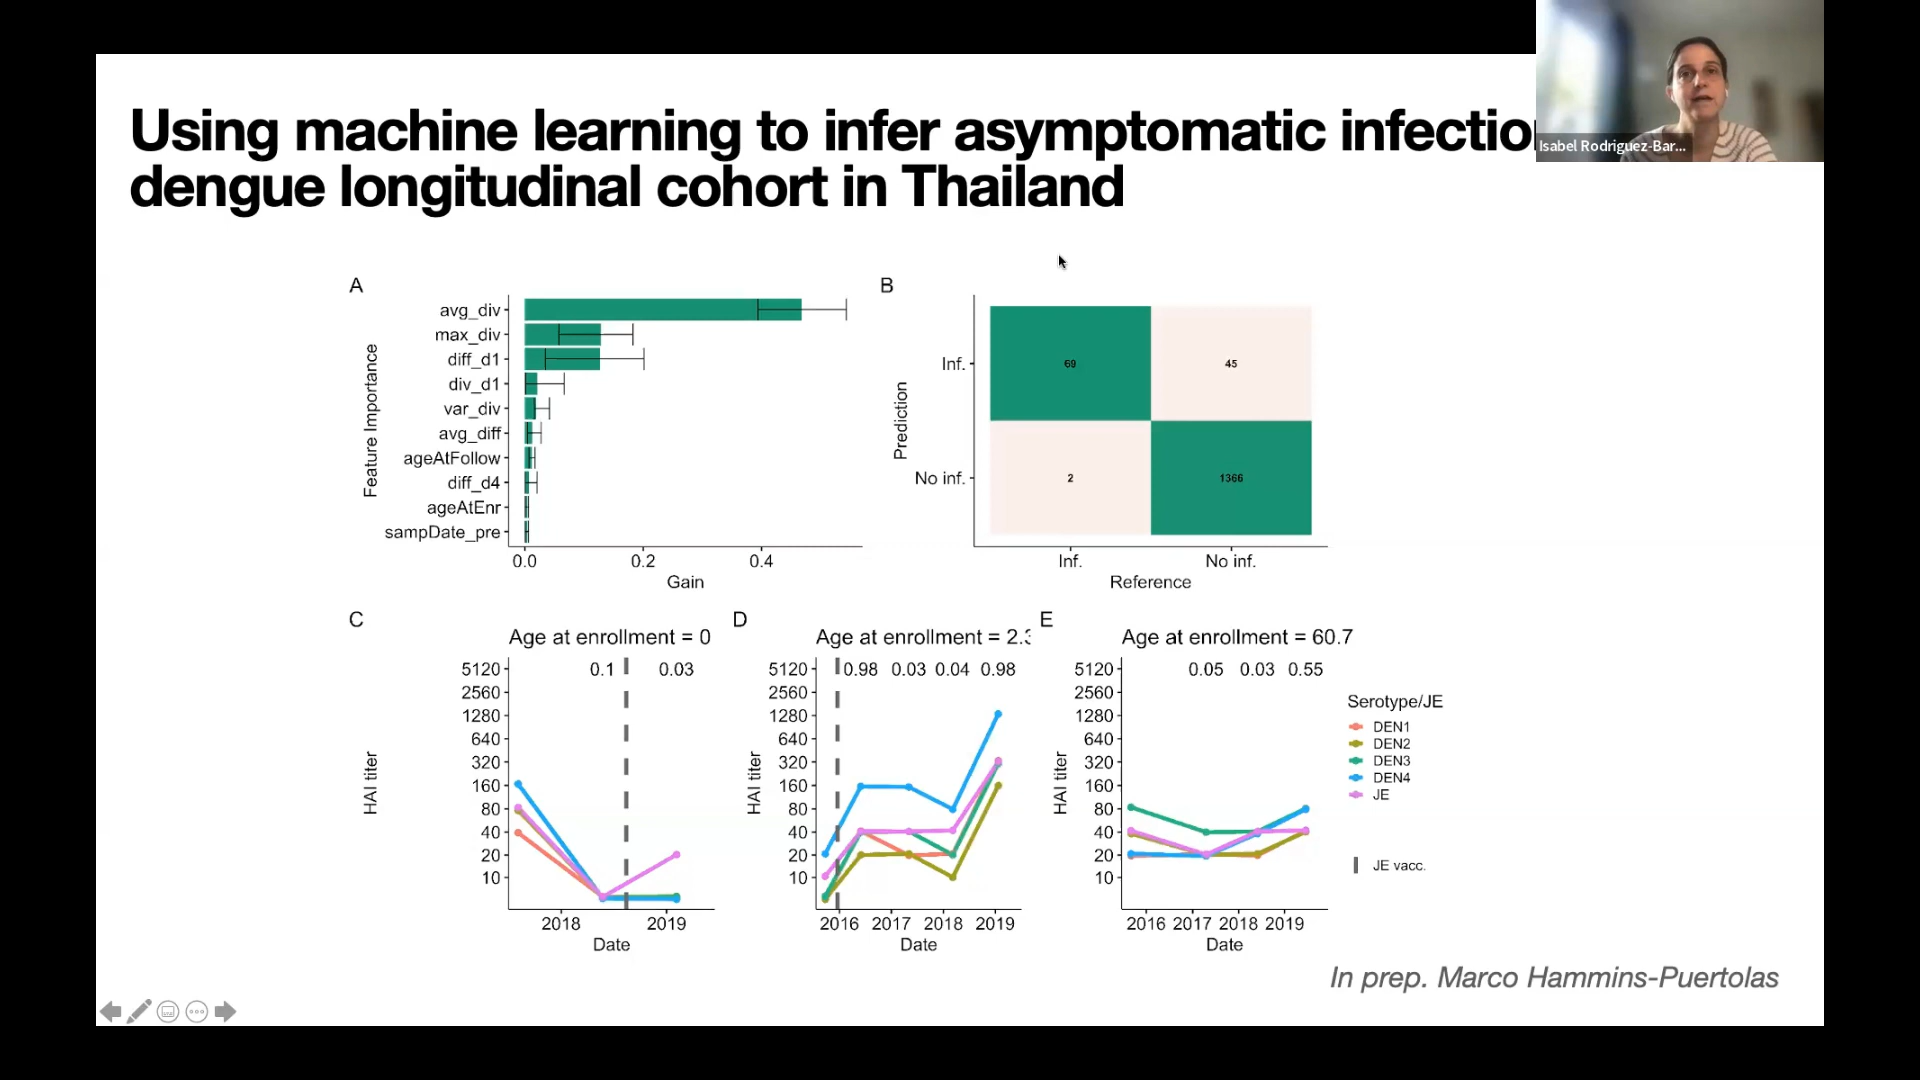 Using machine learning to infer asymptomatic infectio
dengue longitudinal cohort in Thailand
Isabel Rodriguez-Bar...
A
Feature Importance
avg_div
max_div
diff_d1
div_d1
var_div
avg_diff
ageAtFollow
diff_d4
ageAtEnr
sampDate_pre
0.0 0.2 0.4
Gain
B
Prediction
Inf.
No inf.
69 45
2 1366
Inf. No inf.
Reference
C
Age at enrollment = 0
0.1 0.03
HAI titer
5120
2560
1280
640
320
160
80
40
20
10
2018 2019
Date
D
Age at enrollment = 2.3
0.98 0.03 0.04 0.98
HAI titer
5120
2560
1280
640
320
160
80
40
20
10
2016 2017 2018 2019
Date
E
Age at enrollment = 60.7
0.05 0.03 0.55
HAI titer
5120
2560
1280
640
320
160
80
40
20
10
2016 2017 2018 2019
Date
Serotype/JE
DEN1
DEN2
DEN3
DEN4
JE
JE vacc.
In prep. Marco Hammins-Puertolas